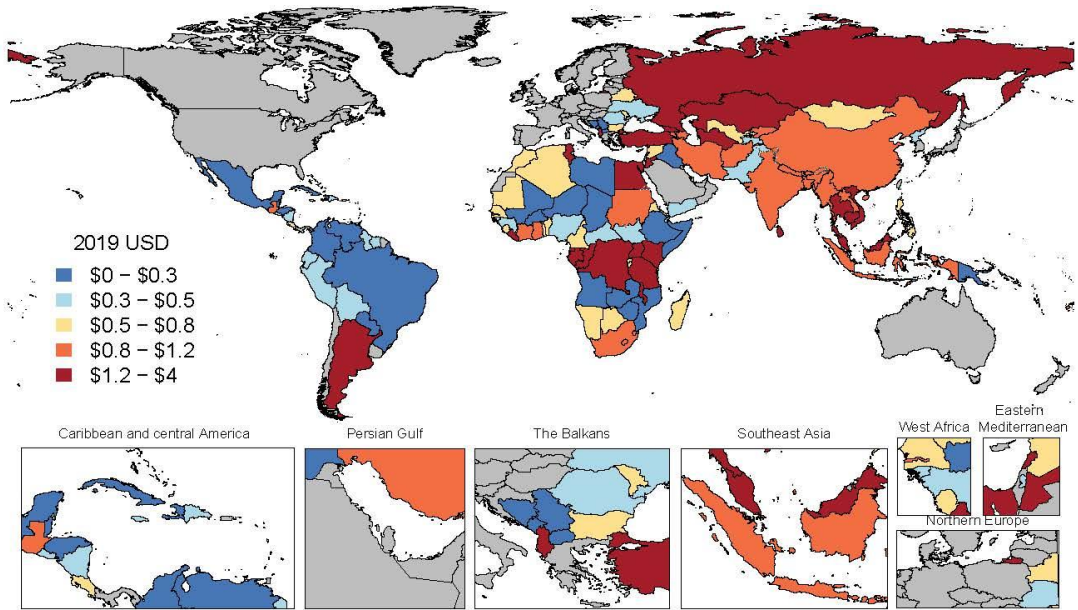 2019 USD
$0 – $0.3
$0.3 – $0.5
$0.5 – $0.8
$0.8 – $1.2
$1.2 – $4
Caribbean and central America
Persian Gulf
The Balkans
Southeast Asia
West Africa
Eastern
Mediterranean
Northern Europe